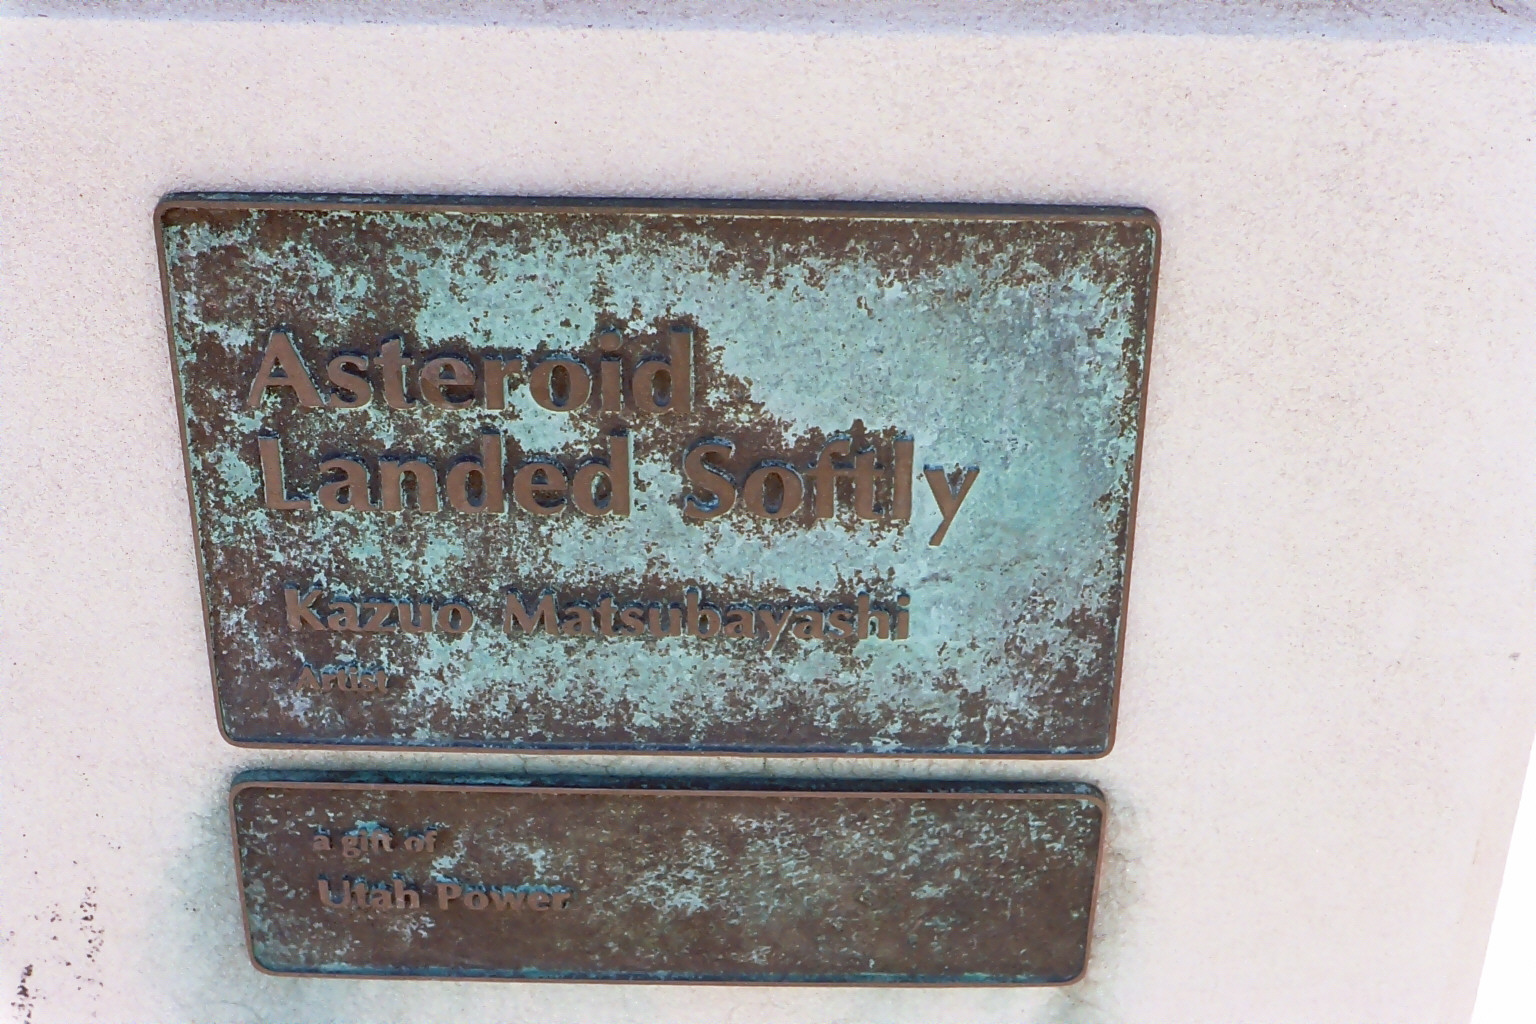 Asteroid
Landed Softly
Kazuo Matsubayashi
Artist
a gift of
Utah Power